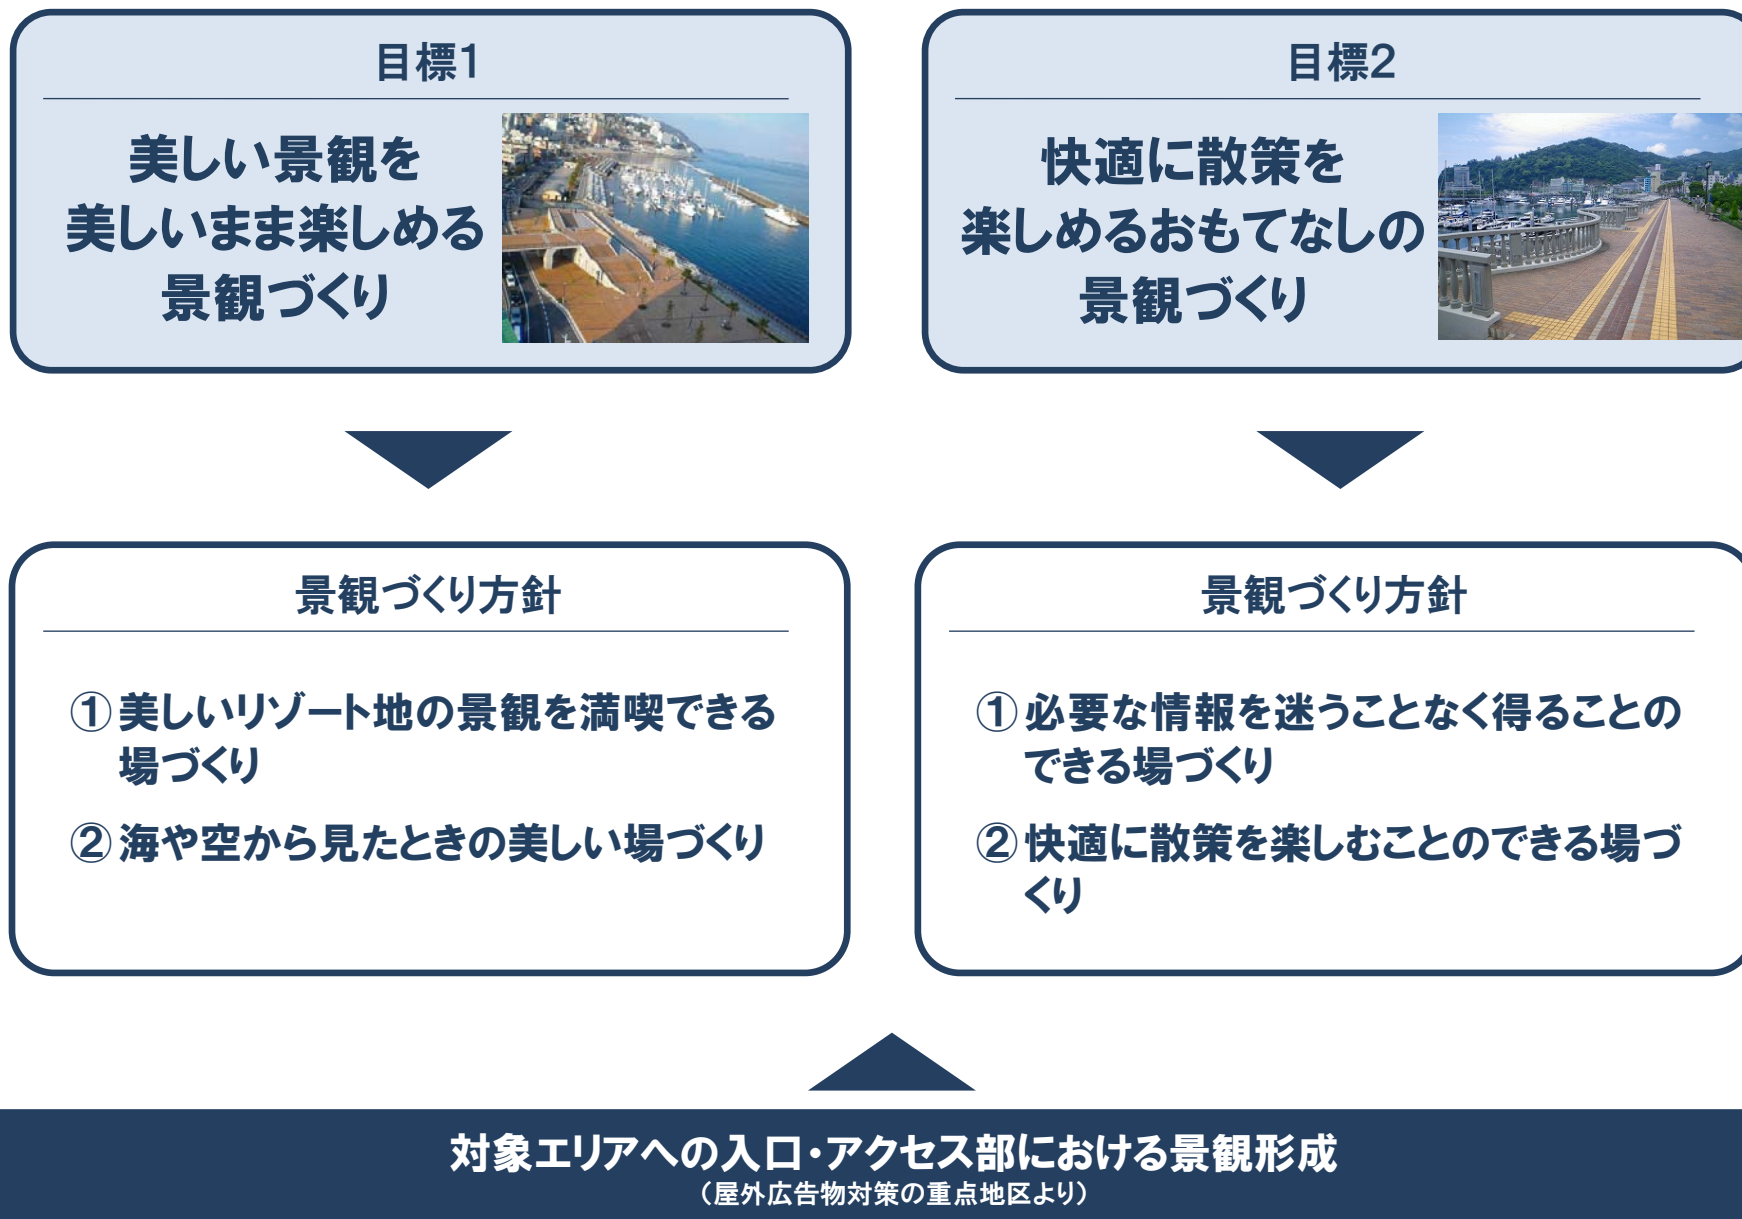 目標1
美しい景観を
美しいまま楽しめる
景観づくり
目標2
快適に散策を
楽しめるおもてなしの
景観づくり
景観づくり方針
①美しいリゾート地の景観を満喫できる
場づくり
②海や空から見たときの美しい場づくり
景観づくり方針
①必要な情報を迷うことなく得ることの
できる場づくり
②快適に散策を楽しむことのできる場づ
くり
対象エリアへの入口・アクセス部における景観形成
（屋外広告物対策の重点地区より）